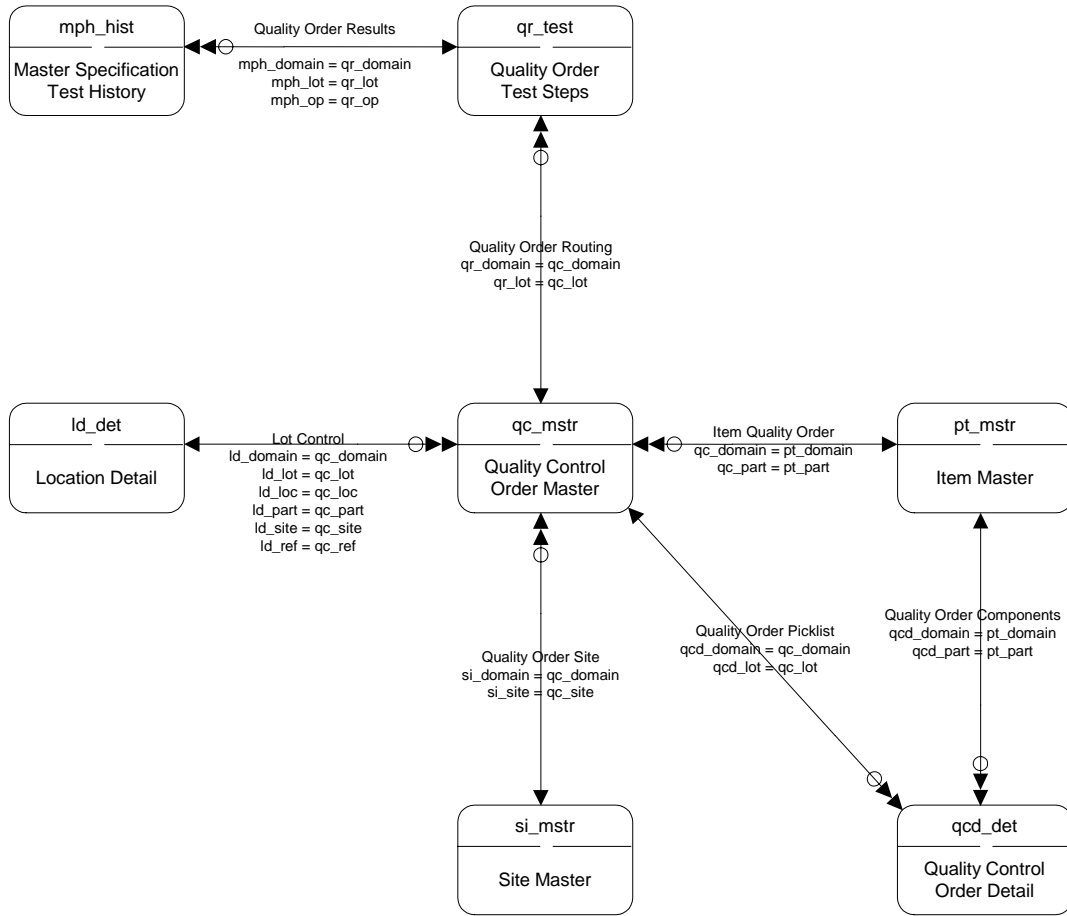 mph_hist
Master Specification
Test History
Quality Order Results
mph_domain = qr_domain
mph_lot = qr_lot
mph_op = qr_op
qr_test
Quality Order
Test Steps
Quality Order Routing
qr_domain = qc_domain
qr_lot = qc_lot
ld_det
Location Detail
Lot Control
ld_domain = qc_domain
ld_lot = qc_lot
ld_loc = qc_loc
ld_part = qc_part
ld_site = qc_site
ld_ref = qc_ref
qc_mstr
Quality Control
Order Master
Item Quality Order
qc_domain = pt_domain
qc_part = pt_part
pt_mstr
Item Master
Quality Order Site
si_domain = qc_domain
si_site = qc_site
Quality Order Picklist
qcd_domain = qc_domain
qcd_lot = qc_lot
Quality Order Components
qcd_domain = pt_domain
qcd_part = pt_part
si_mstr
Site Master
qcd_det
Quality Control
Order Detail